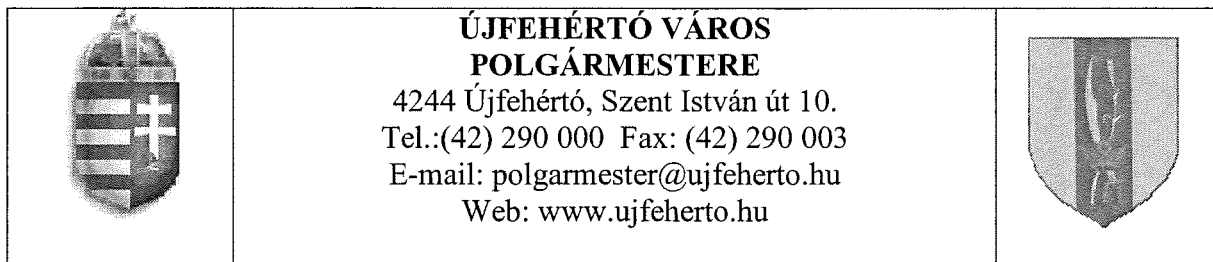 ÚJFEHÉRTÓ VÁROS
POLGÁRMESTERE
4244 Újfehértó, Szent István út 10.
Tel.:(42) 290 000 Fax: (42) 290 003
E-mail: polgarmester@ujfeherto.hu
Web: www.ujfeherto.hu